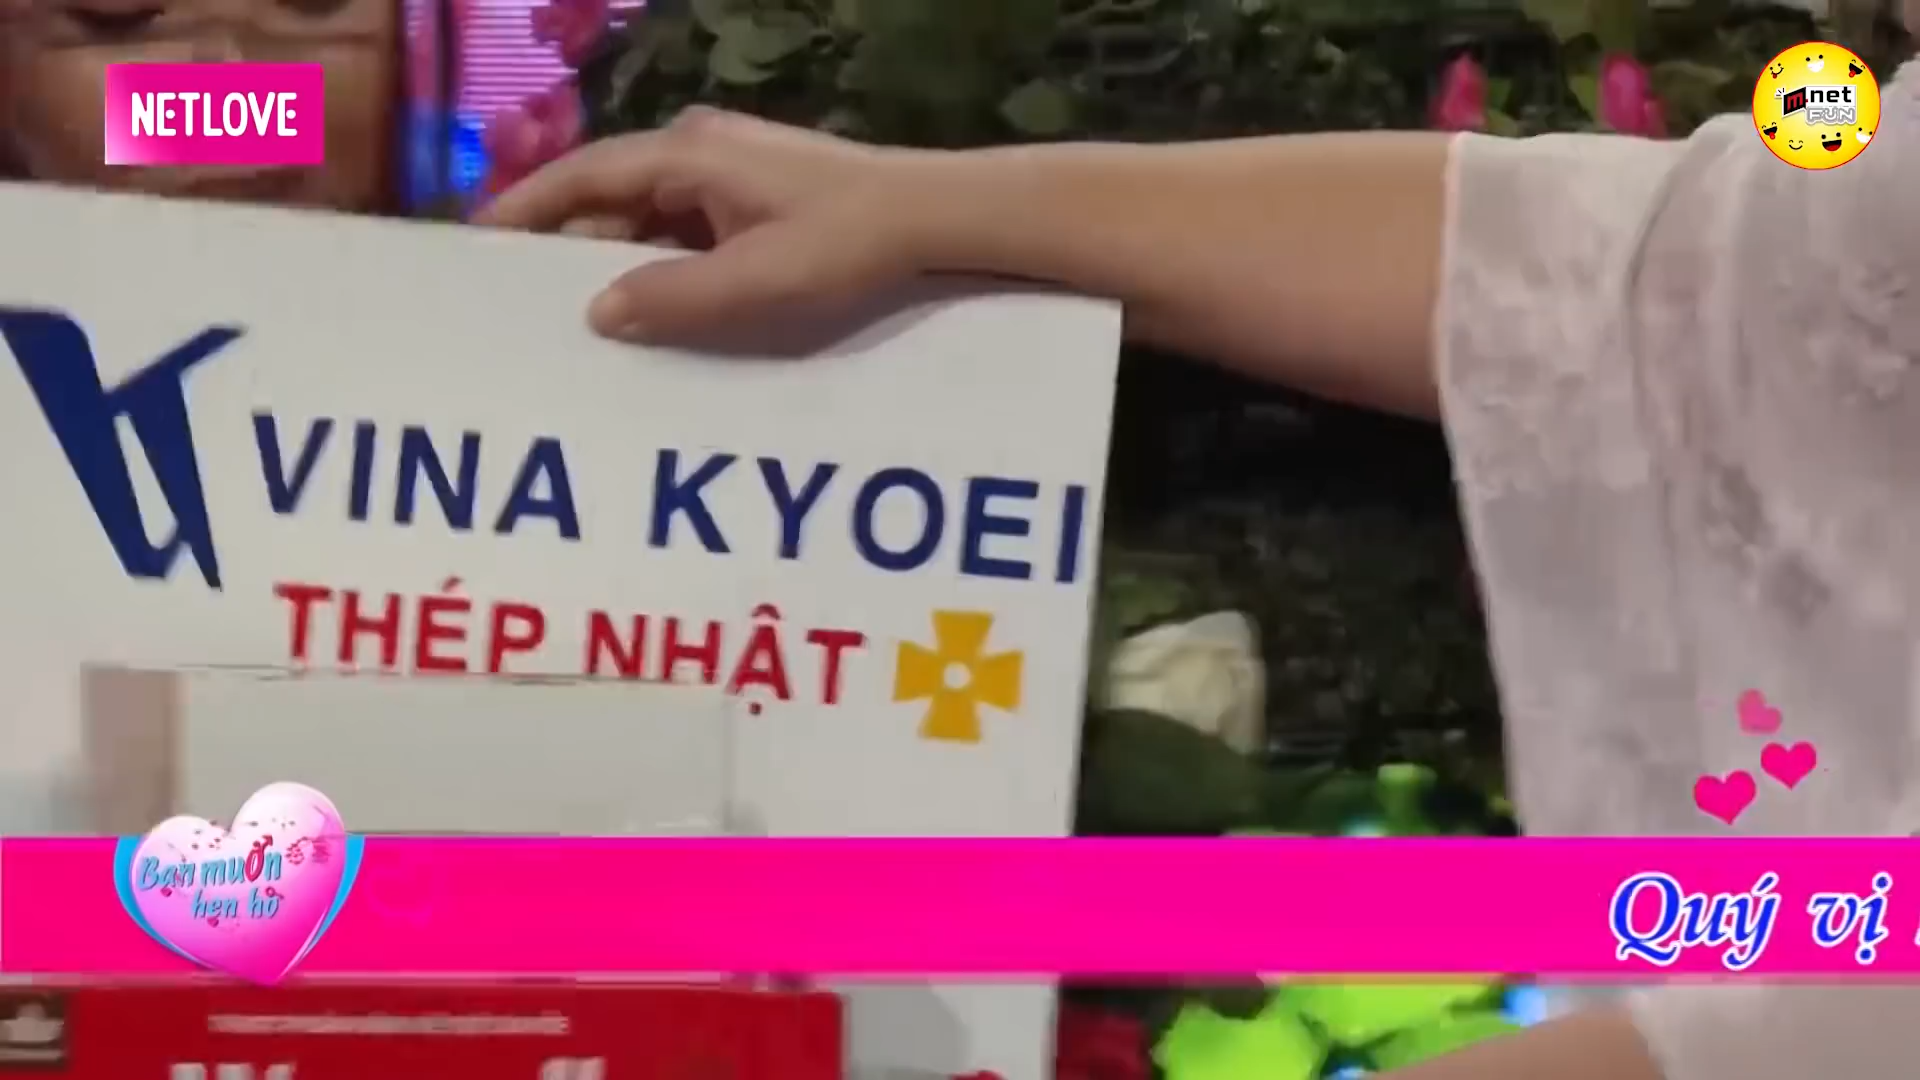 NETLOVE
m.net
FUN
VINA KYOEI
THÉP NHẬT
Bạn muốn
hẹn hò
Quý vị